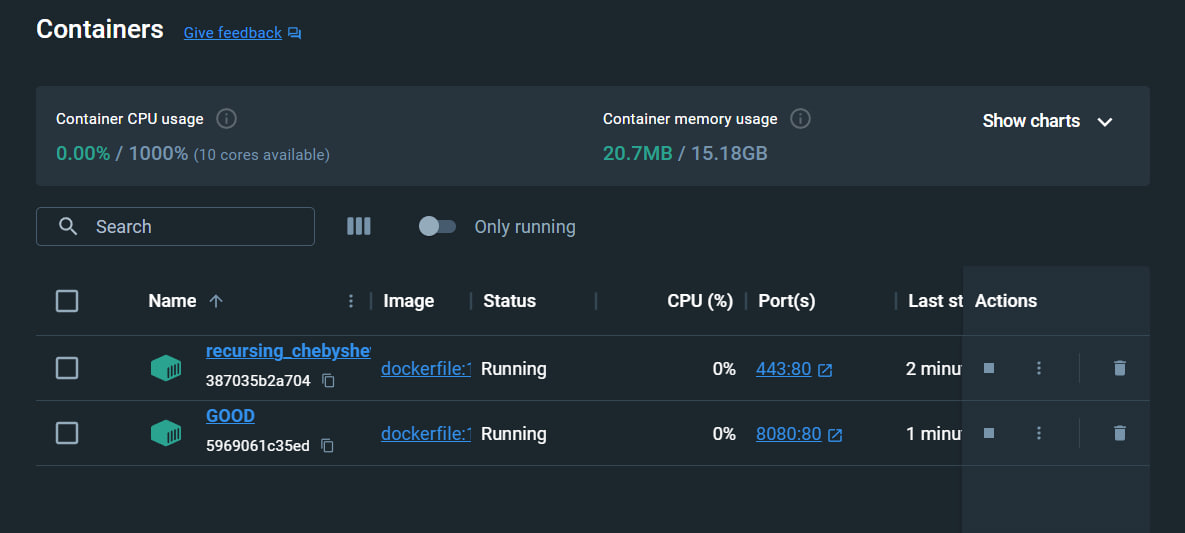 Containers Give feedback
Container CPU usage
0.00% / 1000% (10 cores available)
Container memory usage
20.7MB / 15.18GB
Show charts
Search
Only running
Name Image Status CPU (%) Port(s) Last st Actions
recursing_chebyshe
387035b2a704
dockerfile:1 Running 0% 443:80 2 minu
GOOD
5969061c35ed
dockerfile:1 Running 0% 8080:80 1 minu